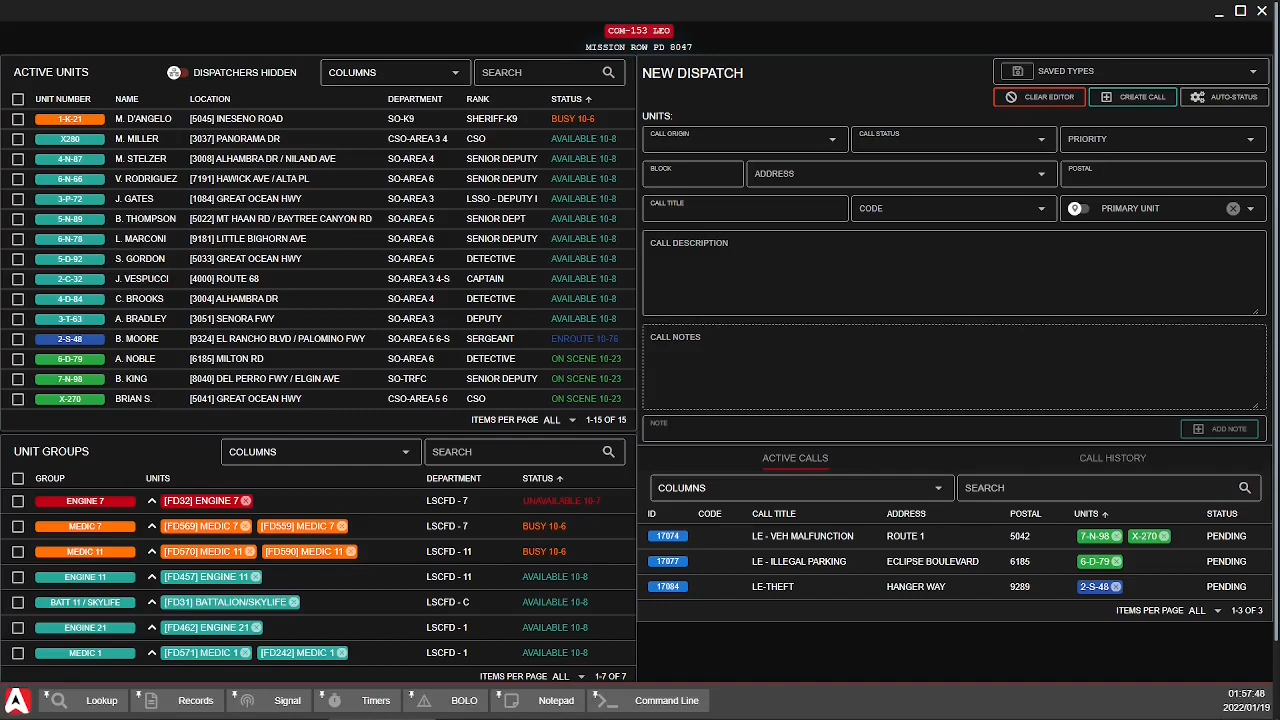 COM-153 LEO
MISSION ROW PD 8047
ACTIVE UNITS
DISPATCHERS HIDDEN
COLUMNS
SEARCH
UNIT NUMBER NAME LOCATION DEPARTMENT RANK STATUS
1-K-21 M. D'ANGELO [5045] INESENO ROAD SO-K9 SHERIFF-K9 BUSY 10-6
X280 M. MILLER [3037] PANORAMA DR CSO-AREA 3 4 CSO AVAILABLE 10-8
4-N-87 M. STELZER [3008] ALHAMBRA DR / NILAND AVE SO-AREA 4 SENIOR DEPUTY AVAILABLE 10-8
6-N-66 V. RODRIGUEZ [7191] HAWICK AVE / ALTA PL SO-AREA 6 SENIOR DEPUTY AVAILABLE 10-8
3-P-72 J. GATES [1084] GREAT OCEAN HWY SO-AREA 3 LSSO - DEPUTY I AVAILABLE 10-8
5-N-89 B. THOMPSON [5022] MT HAAN RD / BAYTREE CANYON RD SO-AREA 5 SENIOR DEPT AVAILABLE 10-8
6-N-78 L. MARCONI [9181] LITTLE BIGHORN AVE SO-AREA 6 SENIOR DEPUTY AVAILABLE 10-8
5-D-92 S. GORDON [5033] GREAT OCEAN HWY SO-AREA 5 DETECTIVE AVAILABLE 10-8
2-C-32 J. VESPUCCI [4000] ROUTE 68 SO-AREA 3 4-S CAPTAIN AVAILABLE 10-8
4-D-84 C. BROOKS [3004] ALHAMBRA DR SO-AREA 4 DETECTIVE AVAILABLE 10-8
3-T-63 A. BRADLEY [3051] SENORA FWY SO-AREA 3 DEPUTY AVAILABLE 10-8
2-S-48 B. MOORE [9324] EL RANCHO BLVD / PALOMINO FWY SO-AREA 5 6-S SERGEANT ENROUTE 10-76
6-D-79 A. NOBLE [6185] MILTON RD SO-AREA 6 DETECTIVE ON SCENE 10-23
7-N-98 B. KING [8040] DEL PERRO FWY / ELGIN AVE SO-TRFC SENIOR DEPUTY ON SCENE 10-23
X-270 BRIAN S. [5041] GREAT OCEAN HWY CSO-AREA 5 6 CSO ON SCENE 10-23
ITEMS PER PAGE ALL 1-15 OF 15
UNIT GROUPS
COLUMNS
SEARCH
GROUP UNITS DEPARTMENT STATUS
ENGINE 7 [FD32] ENGINE 7 LSCFD - 7 UNAVAILABLE 10-7
MEDIC 7 [FD569] MEDIC 7 [FD559] MEDIC 7 LSCFD - 7 BUSY 10-6
MEDIC 11 [FD570] MEDIC 11 [FD590] MEDIC 11 LSCFD - 11 BUSY 10-6
ENGINE 11 [FD457] ENGINE 11 LSCFD - 11 AVAILABLE 10-8
BATT 11 / SKYLIFE [FD31] BATTALION/SKYLIFE LSCFD - C AVAILABLE 10-8
ENGINE 21 [FD462] ENGINE 21 LSCFD - 1 AVAILABLE 10-8
MEDIC 1 [FD571] MEDIC 1 [FD242] MEDIC 1 LSCFD - 1 AVAILABLE 10-8
ITEMS PER PAGE ALL 1-7 OF 7
NEW DISPATCH
SAVED TYPES
CLEAR EDITOR CREATE CALL AUTO-STATUS
UNITS:
CALL ORIGIN CALL STATUS PRIORITY
BLOCK ADDRESS POSTAL
CALL TITLE CODE PRIMARY UNIT
CALL DESCRIPTION
CALL NOTES
NOTE
ADD NOTE
ACTIVE CALLS CALL HISTORY
COLUMNS
SEARCH
ID CODE CALL TITLE ADDRESS POSTAL UNITS STATUS
17074 LE - VEH MALFUNCTION ROUTE 1 5042 7-N-98 X-270 PENDING
17077 LE - ILLEGAL PARKING ECLIPSE BOULEVARD 6185 6-D-79 PENDING
17084 LE-THEFT HANGER WAY 9289 2-S-48 PENDING
ITEMS PER PAGE ALL 1-3 OF 3
Lookup Records Signal Timers BOLO Notepad Command Line
01:57:48
2022/01/19